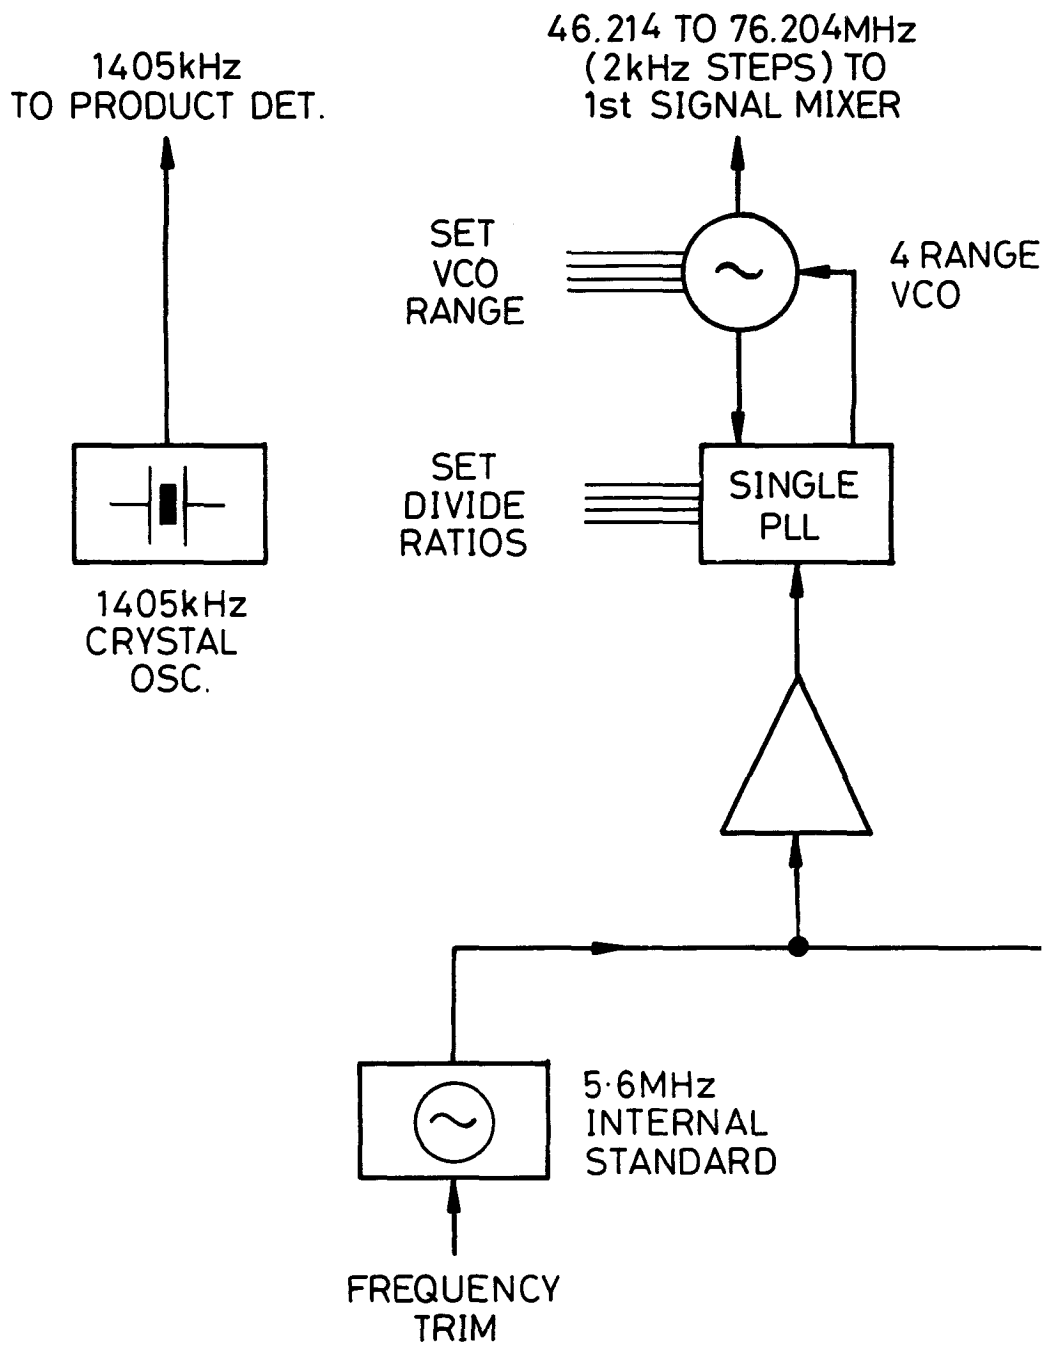 1405kHz
TO PRODUCT DET.
46.214 TO 76.204MHz
(2kHz STEPS) TO
1st SIGNAL MIXER
SET
VCO
RANGE
4 RANGE
VCO
SET
DIVIDE
RATIOS
SINGLE
PLL
1405kHz
CRYSTAL
OSC.
5·6MHz
INTERNAL
STANDARD
FREQUENCY
TRIM